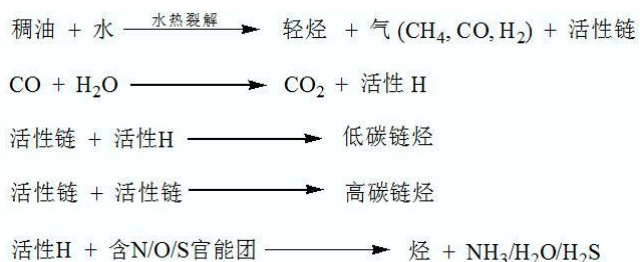 稠油 + 水 水热裂解 轻烃 + 气(CH4, CO, H2) + 活性链
CO + H2O CO2 + 活性 H
活性链 + 活性H 低碳链烃
活性链 + 活性链 高碳链烃
活性H + 含N/O/S官能团 烃 + NH3/H2O/H2S